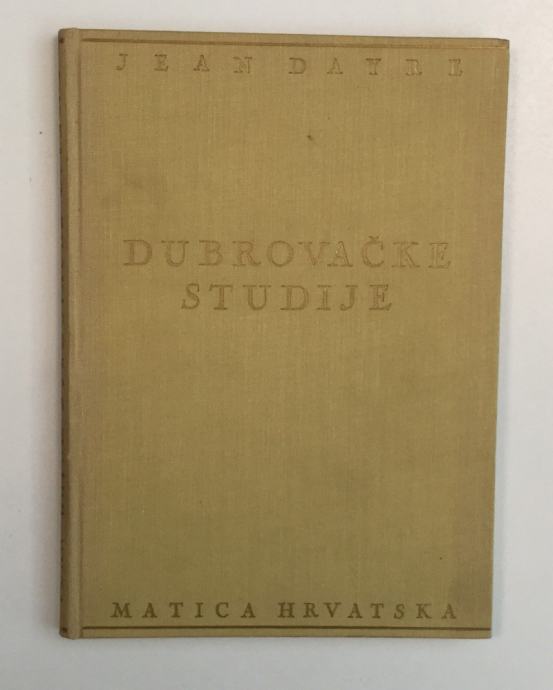 JEAN DAYRE
DUBROVAČKE
STUDIJE
MATICA HRVATSKA